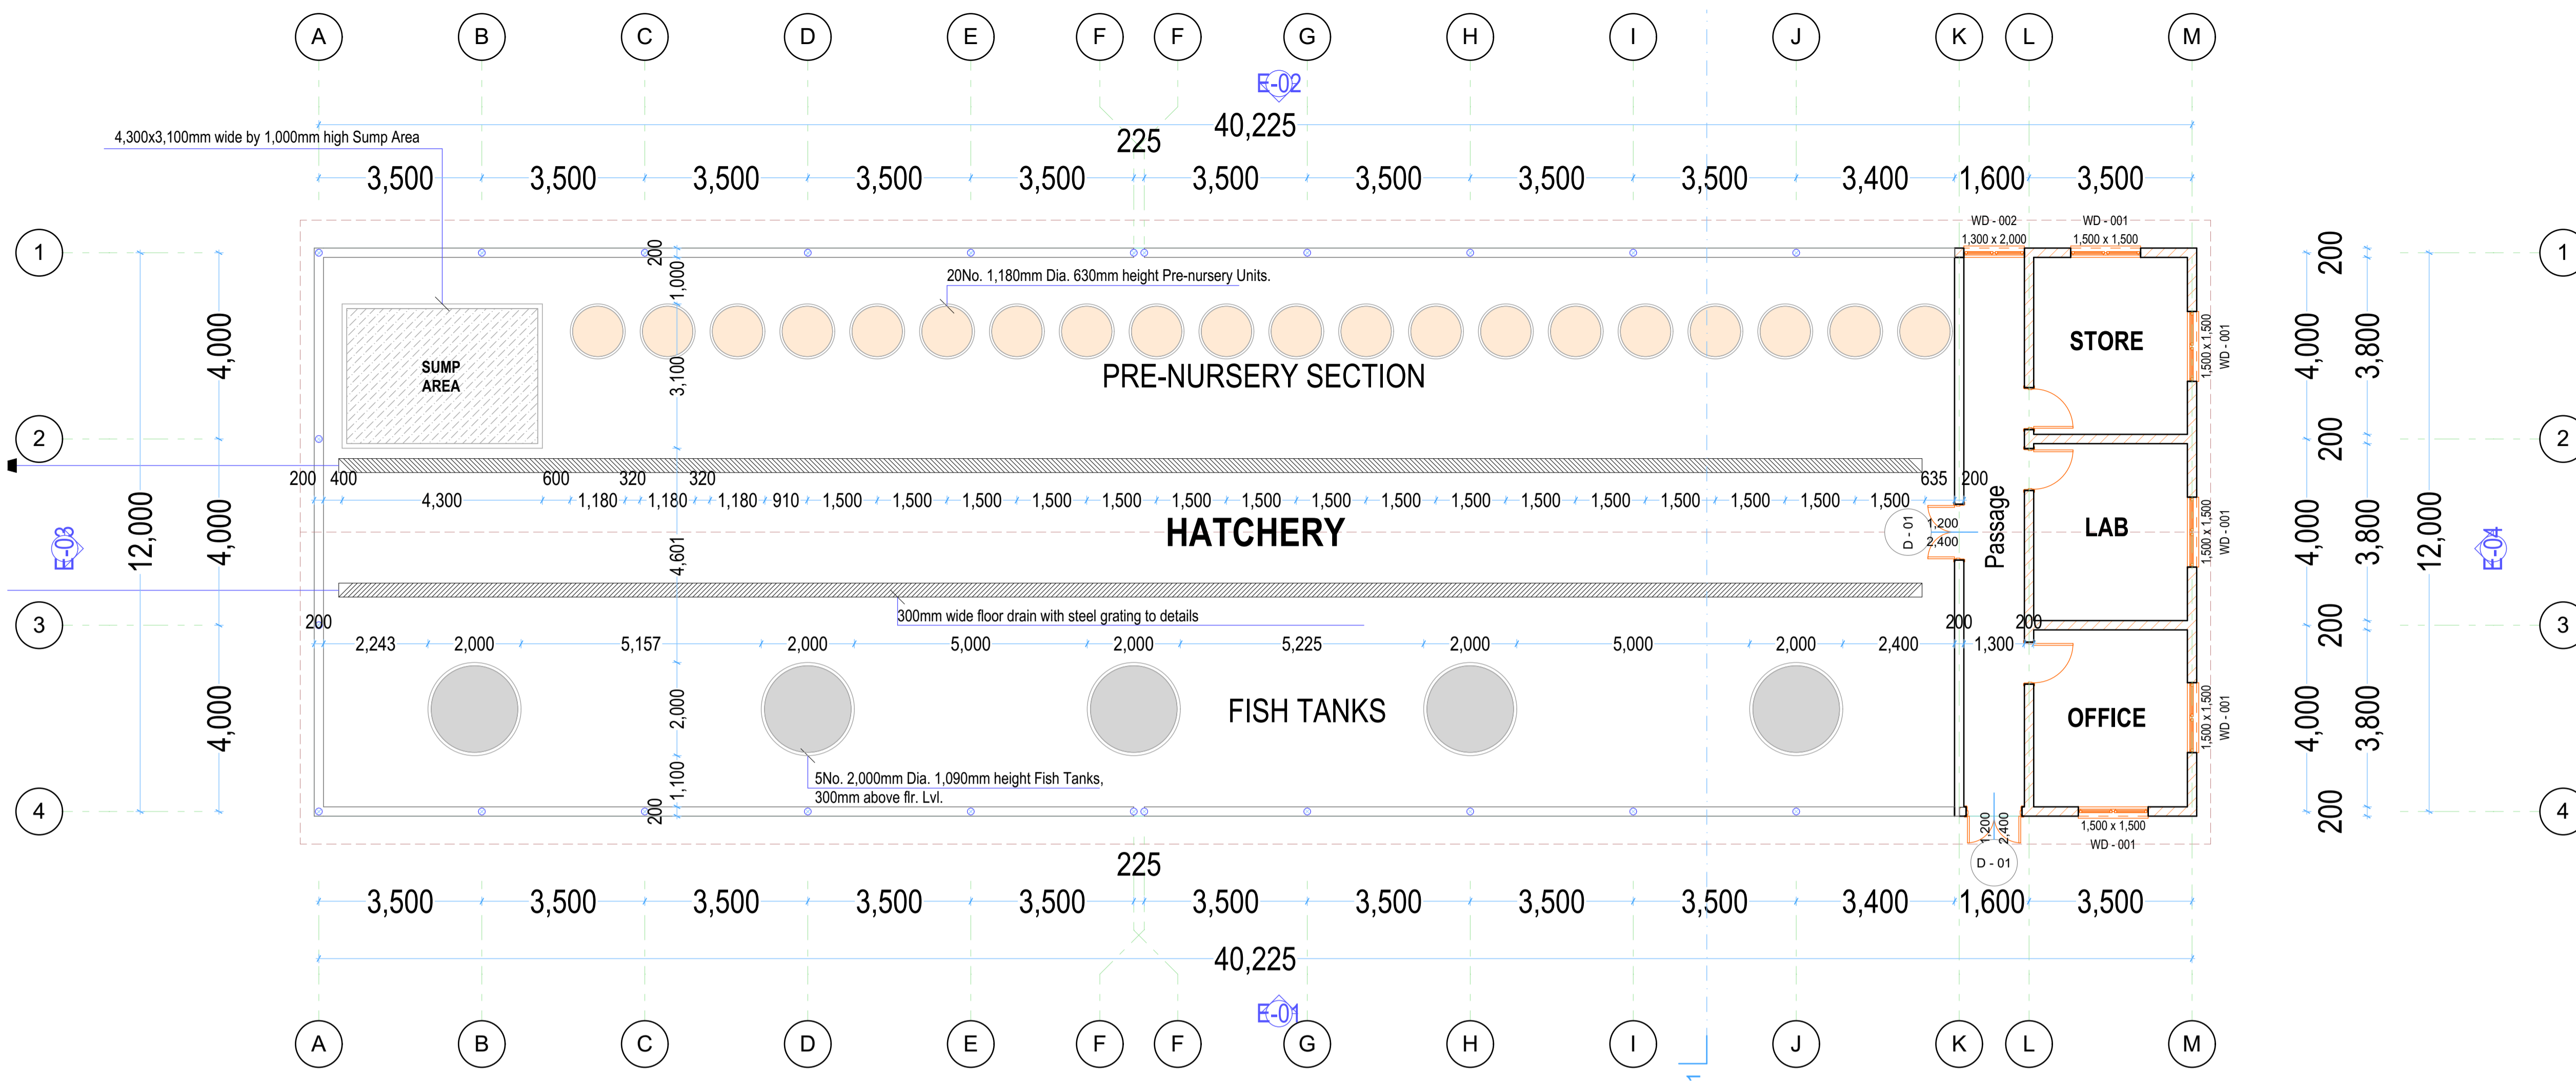 A B C D E F F G H I J K L M
E-02
40,225
225
4,300x3,100mm wide by 1,000mm high Sump Area
3,500 3,500 3,500 3,500 3,500 3,500 3,500 3,500 3,500 3,400 1,600 3,500
WD - 002 WD - 001
1,300 x 2,000 1,500 x 1,500
1 200 200 1
1,000
20No. 1,180mm Dia. 630mm height Pre-nursery Units.
4,000 4,000 3,800
STORE
1,500 x 1,500
WD - 001
SUMP
AREA
3,100
PRE-NURSERY SECTION
2 200 2
200 400 600 320 320 635 200
4,300 1,180 1,180 1,180 910 1,500 1,500 1,500 1,500 1,500 1,500 1,500 1,500 1,500 1,500 1,500 1,500 1,500 1,500 1,500 1,500
E-03
12,000
4,000
4,601
HATCHERY
D - 01
1,200
2,400
Passage
LAB
1,500 x 1,500
WD - 001
4,000 3,800
12,000
E-04
300mm wide floor drain with steel grating to details
3 200 200 200 200 3
2,243 2,000 5,157 2,000 5,000 2,000 5,225 2,000 5,000 2,000 2,400 1,300
4,000
2,000
FISH TANKS
OFFICE
1,500 x 1,500
WD - 001
4,000 3,800
1,100
5No. 2,000mm Dia. 1,090mm height Fish Tanks,
300mm above flr. Lvl.
4 200 200 4
1,200
2,400
1,500 x 1,500
WD - 001
D - 01
225
3,500 3,500 3,500 3,500 3,500 3,500 3,500 3,500 3,500 3,400 1,600 3,500
40,225
E-01
A B C D E F F G H I J K L M
1